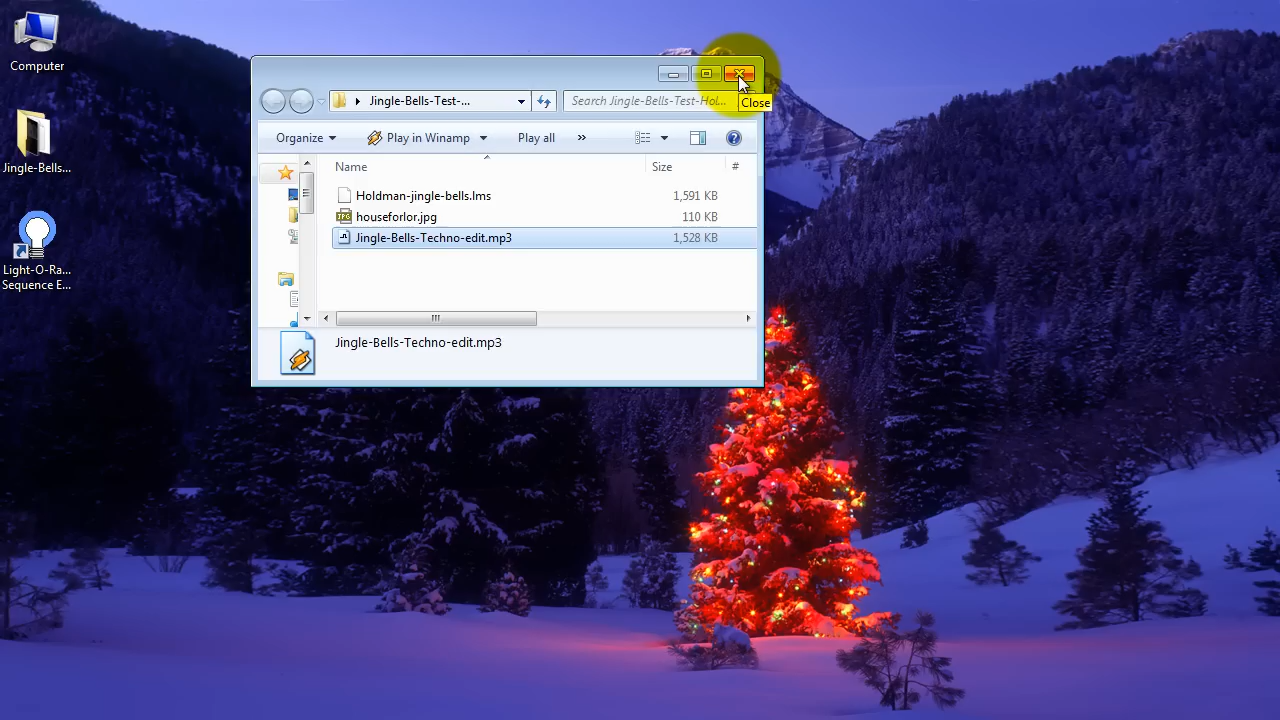 Computer
Jingle-Bells...
Light-O-Ra...
Sequence E...
Jingle-Bells-Test-...
Search Jingle-Bells-Test-Hol...
Close
Organize
Play in Winamp
Play all
»
Name
Size
#
Holdman-jingle-bells.lms
1,591 KB
JPG
houseforlor.jpg
110 KB
Jingle-Bells-Techno-edit.mp3
1,528 KB
Jingle-Bells-Techno-edit.mp3